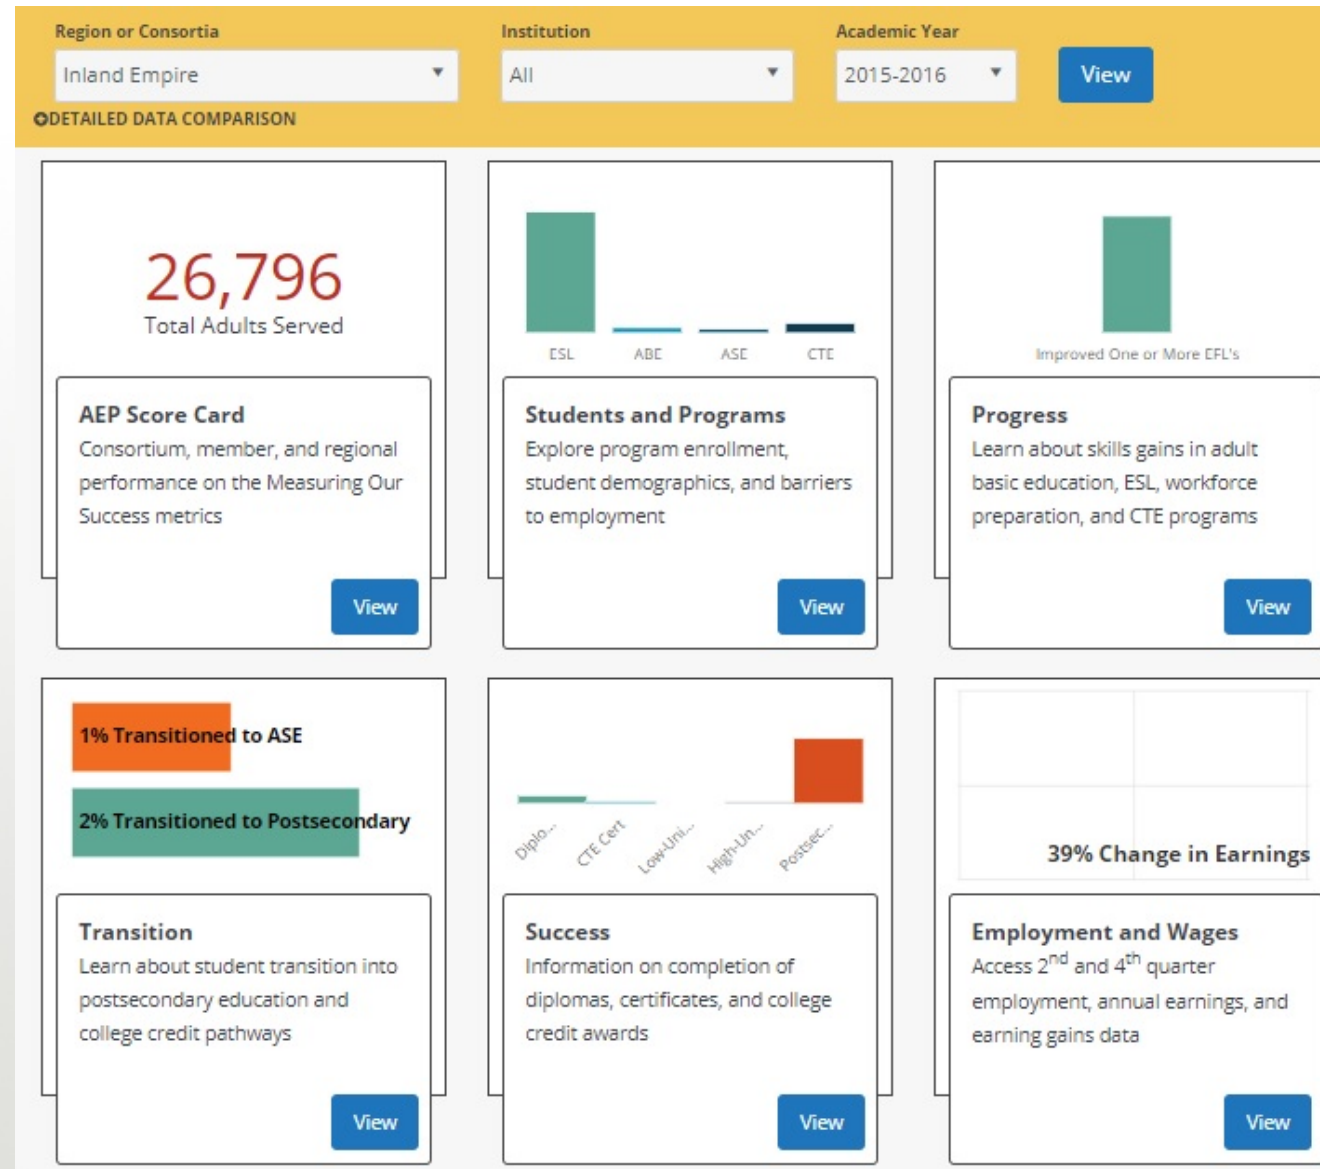 Region or Consortia
Institution
Academic Year
Inland Empire
All
2015-2016
View
DETAILED DATA COMPARISON
26,796
Total Adults Served
AEP Score Card
Consortium, member, and regional
performance on the Measuring Our
Success metrics
View
ESL ABE ASE CTE
Students and Programs
Explore program enrollment,
student demographics, and barriers
to employment
View
Improved One or More EFL's
Progress
Learn about skills gains in adult
basic education, ESL, workforce
preparation, and CTE programs
View
1% Transitioned to ASE
2% Transitioned to Postsecondary
Transition
Learn about student transition into
postsecondary education and
college credit pathways
View
Diplo... CTE Cert Low-Uni... High-Un... Postsec...
Success
Information on completion of
diplomas, certificates, and college
credit awards
View
39% Change in Earnings
Employment and Wages
Access 2nd and 4th quarter
employment, annual earnings, and
earning gains data
View